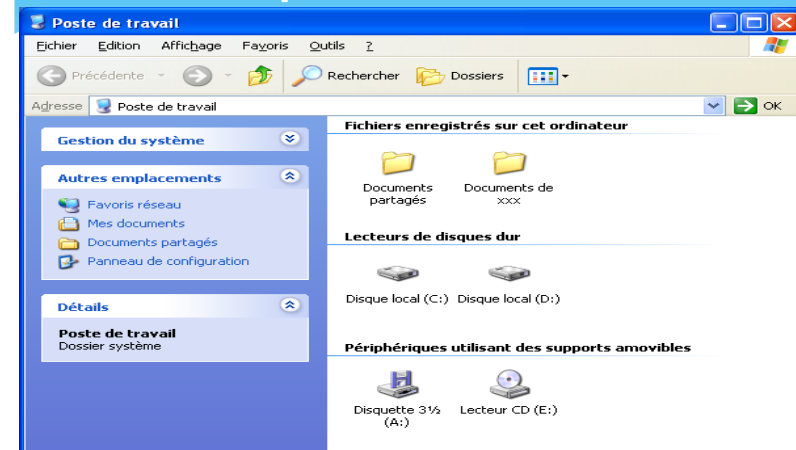 Poste de travail
Fichier Edition Affichage Favoris Outils ?
Précédente Rechercher Dossiers
Adresse Poste de travail OK
Gestion du système
Autres emplacements
Favoris réseau
Mes documents
Documents partagés
Panneau de configuration
Détails
Poste de travail
Dossier système
Fichiers enregistrés sur cet ordinateur
Documents partagés
Documents de xxx
Lecteurs de disques dur
Disque local (C:) Disque local (D:)
Périphériques utilisant des supports amovibles
Disquette 3½ (A:)
Lecteur CD (E:)